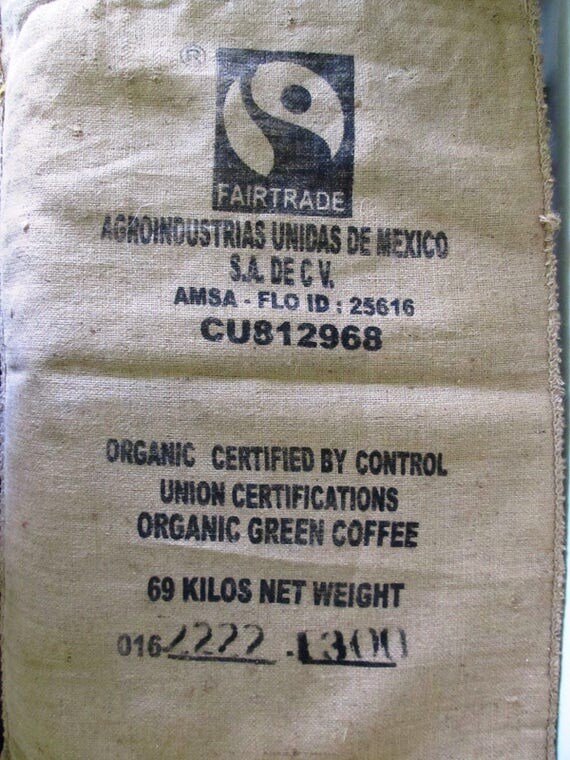 ®
FAIRTRADE
AGROINDUSTRIAS UNIDAS DE MEXICO
S.A. DE C V.
AMSA - FLO ID : 25616
CU812968
ORGANIC CERTIFIED BY CONTROL
UNION CERTIFICATIONS
ORGANIC GREEN COFFEE
69 KILOS NET WEIGHT
016-2222 .1300